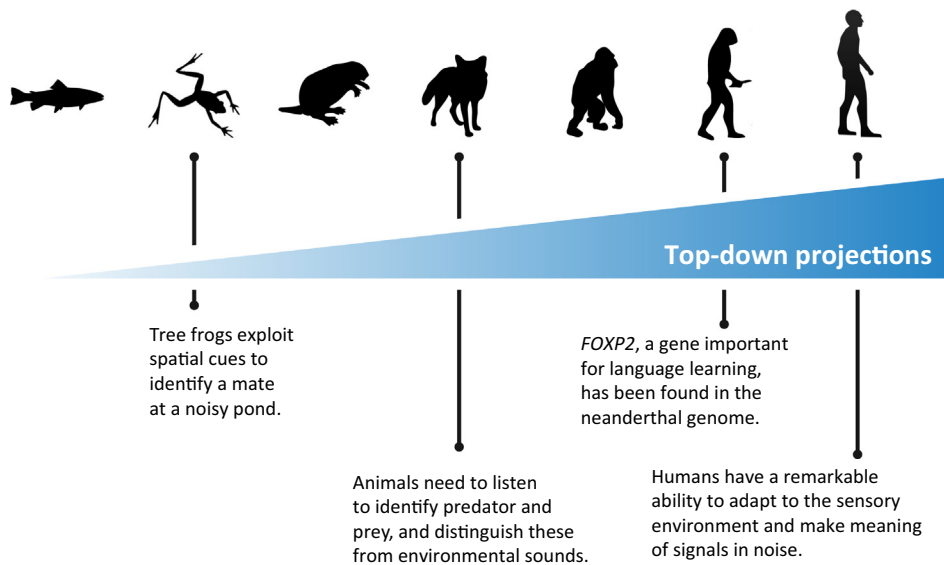 Top-down projections
Tree frogs exploit
spatial cues to
identify a mate
at a noisy pond.
FOXP2, a gene important
for language learning,
has been found in the
neanderthal genome.
Animals need to listen
to identify predator and
prey, and distinguish these
from environmental sounds.
Humans have a remarkable
ability to adapt to the sensory
environment and make meaning
of signals in noise.